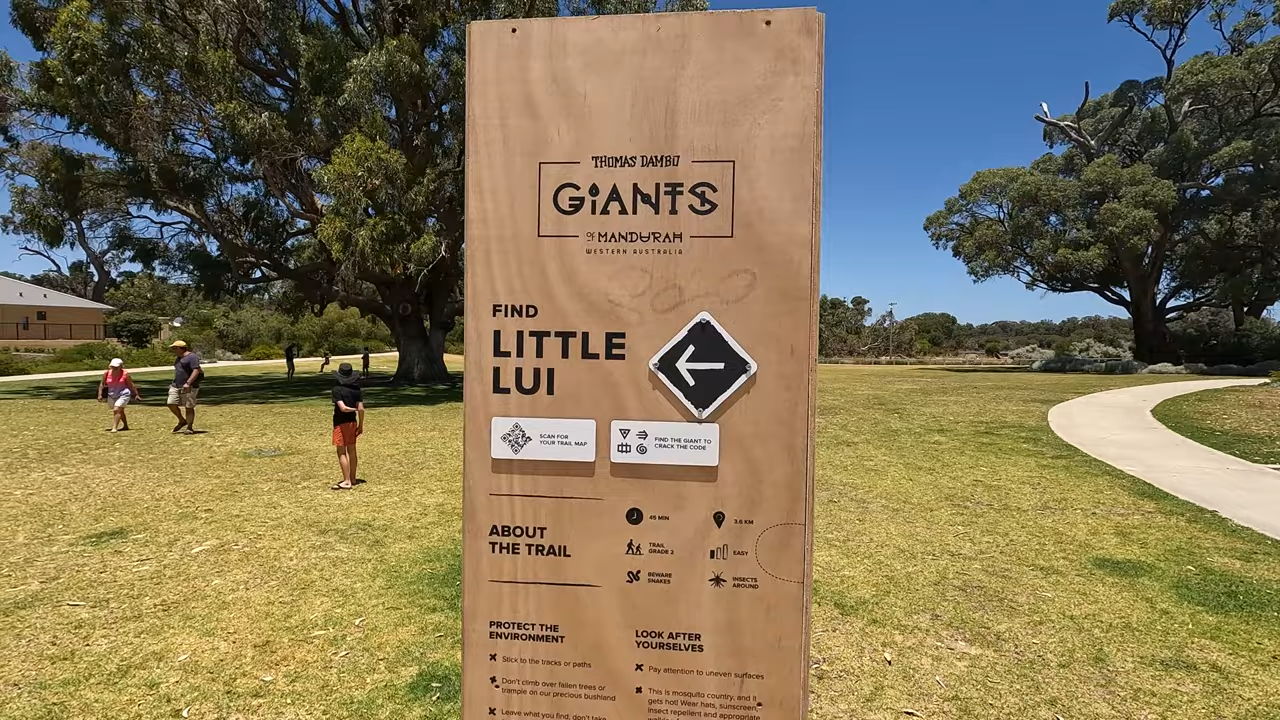 THOMAS DAMBO
GIANTS
OF MANDURAH
WESTERN AUSTRALIA
FIND
LITTLE
LUI
SCAN FOR
YOUR TRAIL MAP
FIND THE GIANT TO
CRACK THE CODE
ABOUT
THE TRAIL
45 MIN
3.6 KM
TRAIL
GRADE 2
EASY
BEWARE
SNAKES
INSECTS
AROUND
PROTECT THE
ENVIRONMENT
Stick to the tracks or paths
Don't climb over fallen trees or
trample on our precious bushland
Leave what you find, don't take
LOOK AFTER
YOURSELVES
Pay attention to uneven surfaces
This is mosquito country, and it
gets hot! Wear hats, sunscreen,
insect repellent and appropriate